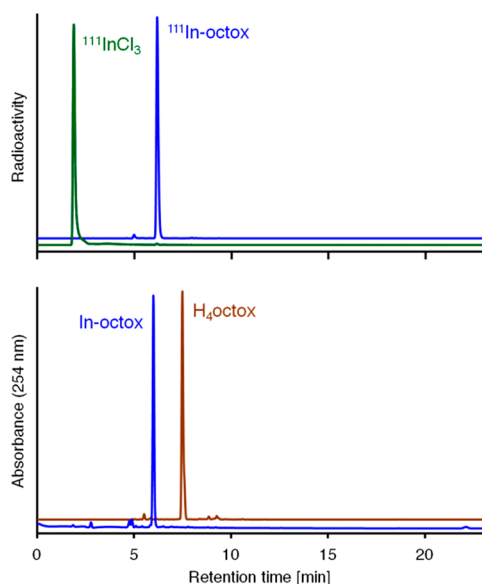 Radioactivity
¹¹¹InCl₃
¹¹¹In-octox
Absorbance (254 nm)
In-octox
H₄octox
0 5 10 15 20
Retention time [min]